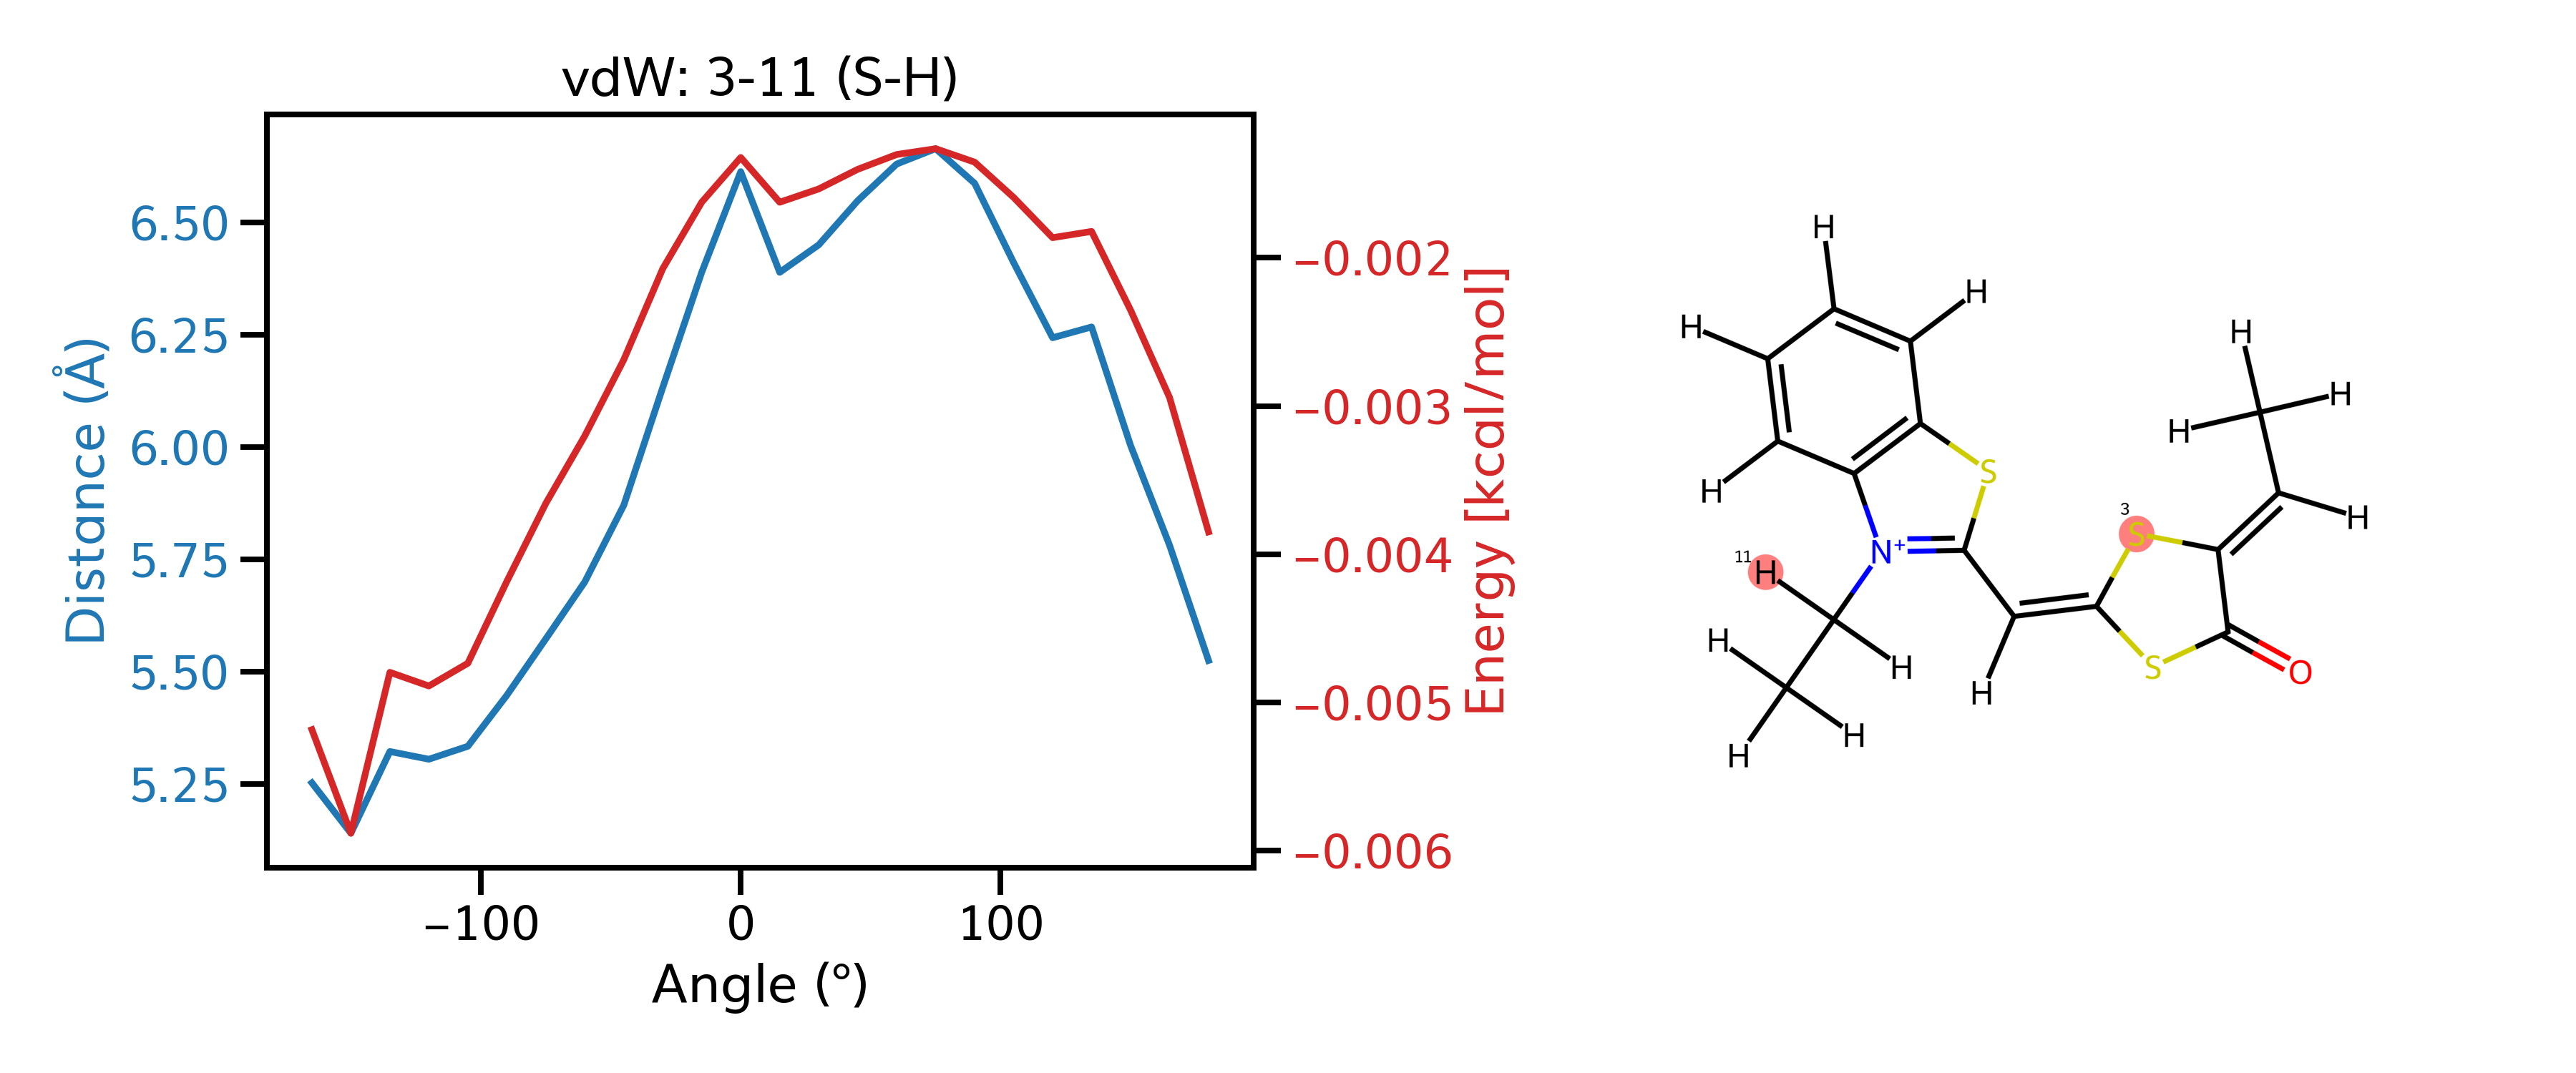 vdW: 3-11 (S-H)
Distance (Å)
6.50
6.25
6.00
5.75
5.50
5.25
−100
0
100
Angle (°)
−0.002
−0.003
−0.004
−0.005
−0.006
Energy [kcal/mol]
H
H
H
H
H
H
H
S
3
S
H
N+
11
H
H
H
H
S
O
H
H